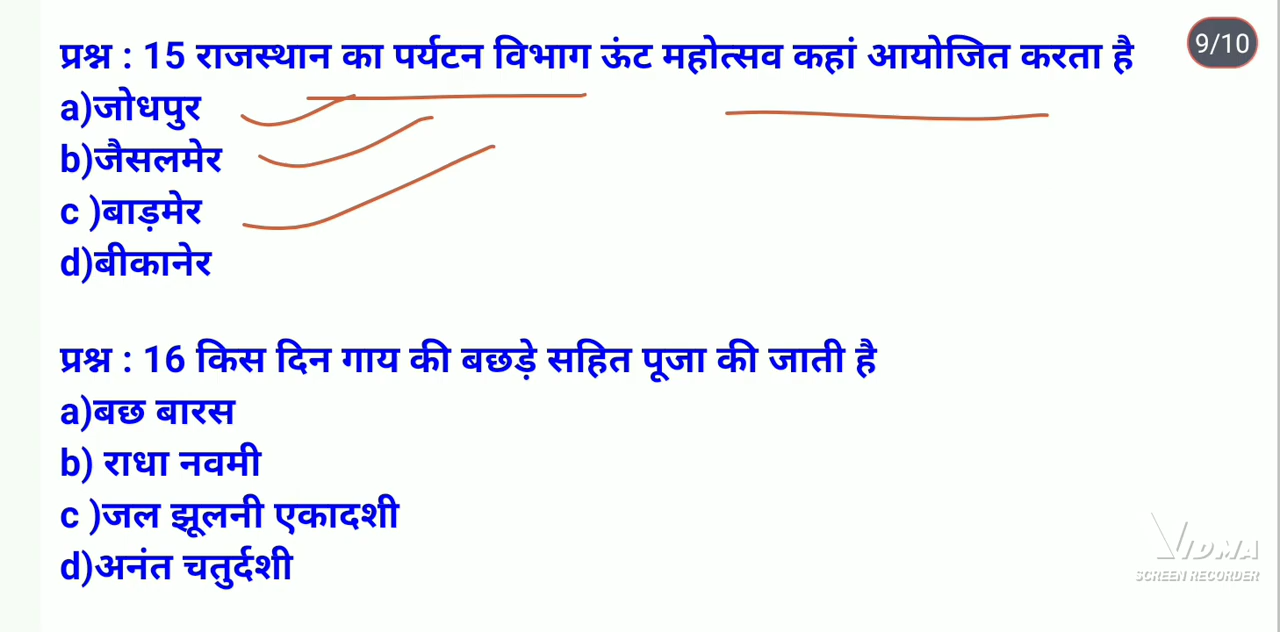 प्रश्न : 15 राजस्थान का पर्यटन विभाग ऊंट महोत्सव कहां आयोजित करता है
9/10
a)जोधपुर
b)जैसलमेर
c )बाड़मेर
d)बीकानेर
प्रश्न : 16 किस दिन गाय की बछड़े सहित पूजा की जाती है
a)बछ बारस
b) राधा नवमी
c )जल झूलनी एकादशी
d)अनंत चतुर्दशी
VIDMA
SCREEN RECORDER